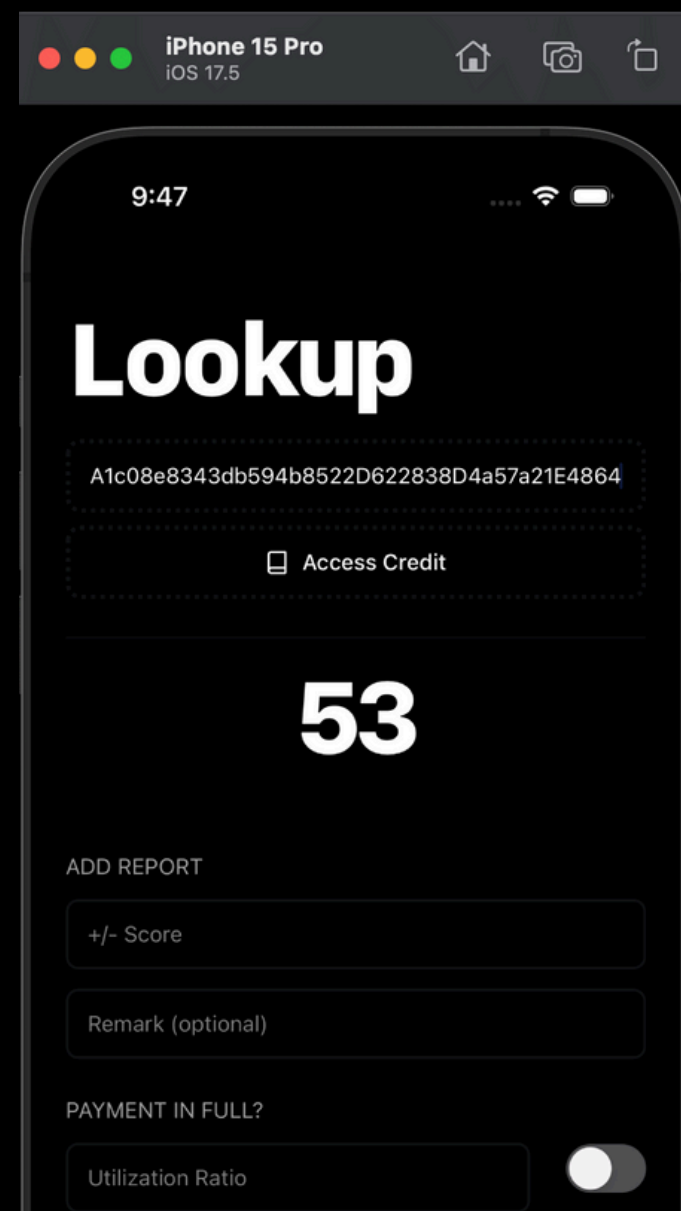 iPhone 15 Pro
iOS 17.5
9:47
Lookup
A1c08e8343db594b8522D622838D4a57a21E4864
Access Credit
53
ADD REPORT
+/- Score
Remark (optional)
PAYMENT IN FULL?
Utilization Ratio